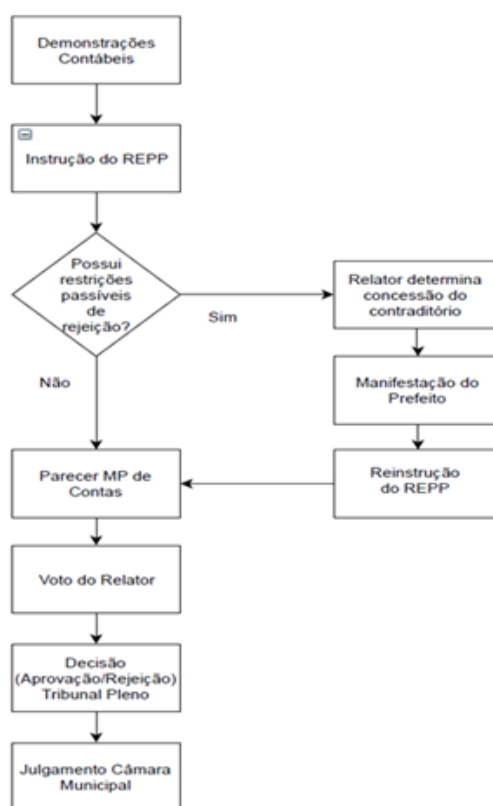 Demonstrações
Contábeis
Instrução do REPP
Possui
restrições
passíveis
de
rejeição?
Sim
Relator determina
concessão do
contraditório
Não
Manifestação do
Prefeito
Parecer MP de
Contas
Reinstrução
do REPP
Voto do Relator
Decisão
(Aprovação/Rejeição)
Tribunal Pleno
Julgamento Câmara
Municipal